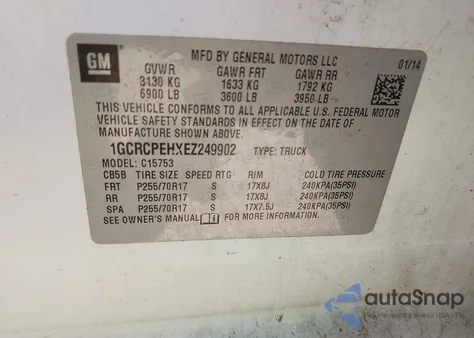 GM
MFD BY GENERAL MOTORS LLC
01/14
GVWR GAWR FRT GAWR RR
3130 KG 1633 KG 1792 KG
6900 LB 3600 LB 3950 LB
THIS VEHICLE CONFORMS TO ALL APPLICABLE U.S. FEDERAL MOTOR
VEHICLE SAFETY STANDARDS IN EFFECT ON THE DATE OF
MANUFACTURE SHOWN ABOVE.
1GCRCPEHXEZ249902 TYPE: TRUCK
MODEL: C15753
CB5B TIRE SIZE SPEED RTG RIM COLD TIRE PRESSURE
FRT P255/70R17 S 17X8J 240KPA(35PSI)
RR P255/70R17 S 17X8J 240KPA(35PSI)
SPA P255/70R17 S 17X7.5J 240KPA(35PSI)
SEE OWNER'S MANUAL FOR MORE INFORMATION.
autoSnap